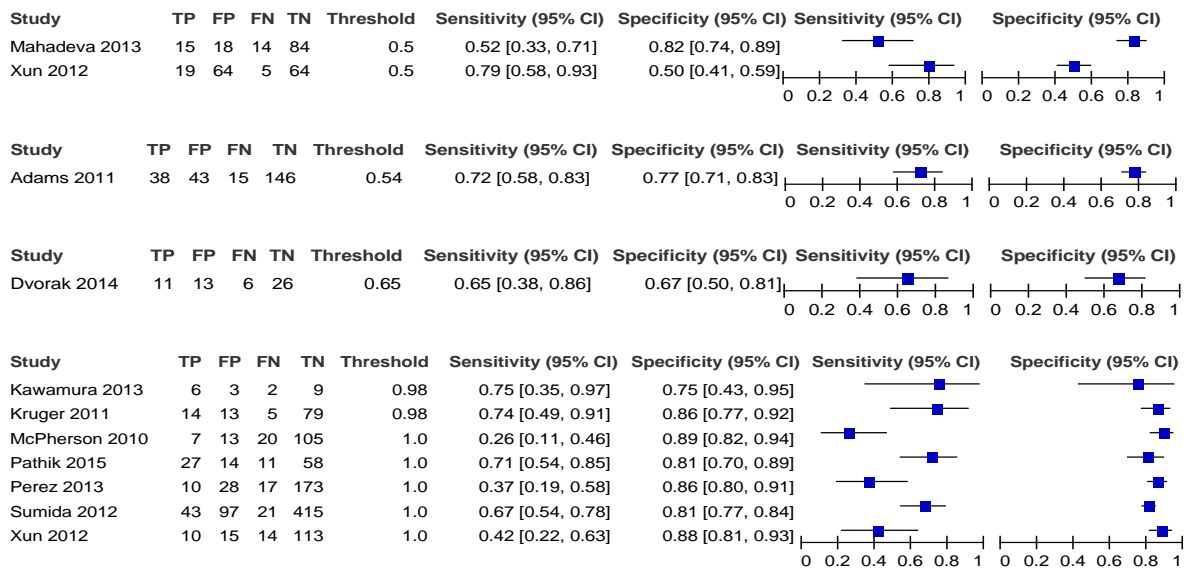 Study TP FP FN TN Threshold Sensitivity (95% CI) Specificity (95% CI) Sensitivity (95% CI) Specificity (95% CI)
Mahadeva 2013 15 18 14 84 0.5 0.52 [0.33, 0.71] 0.82 [0.74, 0.89]
Xun 2012 19 64 5 64 0.5 0.79 [0.58, 0.93] 0.50 [0.41, 0.59]
0 0.2 0.4 0.6 0.8 1 0 0.2 0.4 0.6 0.8 1
Study TP FP FN TN Threshold Sensitivity (95% CI) Specificity (95% CI) Sensitivity (95% CI) Specificity (95% CI)
Adams 2011 38 43 15 146 0.54 0.72 [0.58, 0.83] 0.77 [0.71, 0.83]
0 0.2 0.4 0.6 0.8 1 0 0.2 0.4 0.6 0.8 1
Study TP FP FN TN Threshold Sensitivity (95% CI) Specificity (95% CI) Sensitivity (95% CI) Specificity (95% CI)
Dvorak 2014 11 13 6 26 0.65 0.65 [0.38, 0.86] 0.67 [0.50, 0.81]
0 0.2 0.4 0.6 0.8 1 0 0.2 0.4 0.6 0.8 1
Study TP FP FN TN Threshold Sensitivity (95% CI) Specificity (95% CI) Sensitivity (95% CI) Specificity (95% CI)
Kawamura 2013 6 3 2 9 0.98 0.75 [0.35, 0.97] 0.75 [0.43, 0.95]
Kruger 2011 14 13 5 79 0.98 0.74 [0.49, 0.91] 0.86 [0.77, 0.92]
McPherson 2010 7 13 20 105 1.0 0.26 [0.11, 0.46] 0.89 [0.82, 0.94]
Pathik 2015 27 14 11 58 1.0 0.71 [0.54, 0.85] 0.81 [0.70, 0.89]
Perez 2013 10 28 17 173 1.0 0.37 [0.19, 0.58] 0.86 [0.80, 0.91]
Sumida 2012 43 97 21 415 1.0 0.67 [0.54, 0.78] 0.81 [0.77, 0.84]
Xun 2012 10 15 14 113 1.0 0.42 [0.22, 0.63] 0.88 [0.81, 0.93]
0 0.2 0.4 0.6 0.8 1 0 0.2 0.4 0.6 0.8 1